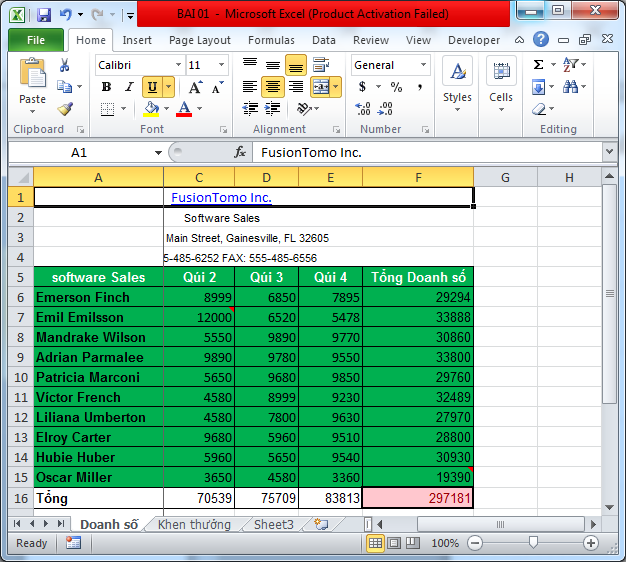 BAI 01 - Microsoft Excel (Product Activation Failed)
File Home Insert Page Layout Formulas Data Review View Developer
Calibri 11 General
Paste B I U A A A Styles Cells Σ A Z
$ % ,
Clipboard Font Alignment Number Editing
A1 fx FusionTomo Inc.
A C D E F G H
1 FusionTomo Inc.
2 Software Sales
3 Main Street, Gainesville, FL 32605
4 5-485-6252 FAX: 555-485-6556
5 software Sales Qúi 2 Qúi 3 Qúi 4 Tổng Doanh số
6 Emerson Finch 8999 6850 7895 29294
7 Emil Emilsson 12000 6520 5478 33888
8 Mandrake Wilson 5550 9890 9770 30860
9 Adrian Parmalee 9890 9780 9550 33800
10 Patricia Marconi 5650 9680 9850 29760
11 Victor French 4580 8999 9230 32489
12 Liliana Umberton 4580 7800 9630 27970
13 Elroy Carter 9680 5960 9510 28800
14 Hubie Huber 5960 5650 9540 30930
15 Oscar Miller 3650 4580 3360 19390
16 Tổng 70539 75709 83813 297181
Doanh số Khen thưởng Sheet3
Ready 100%